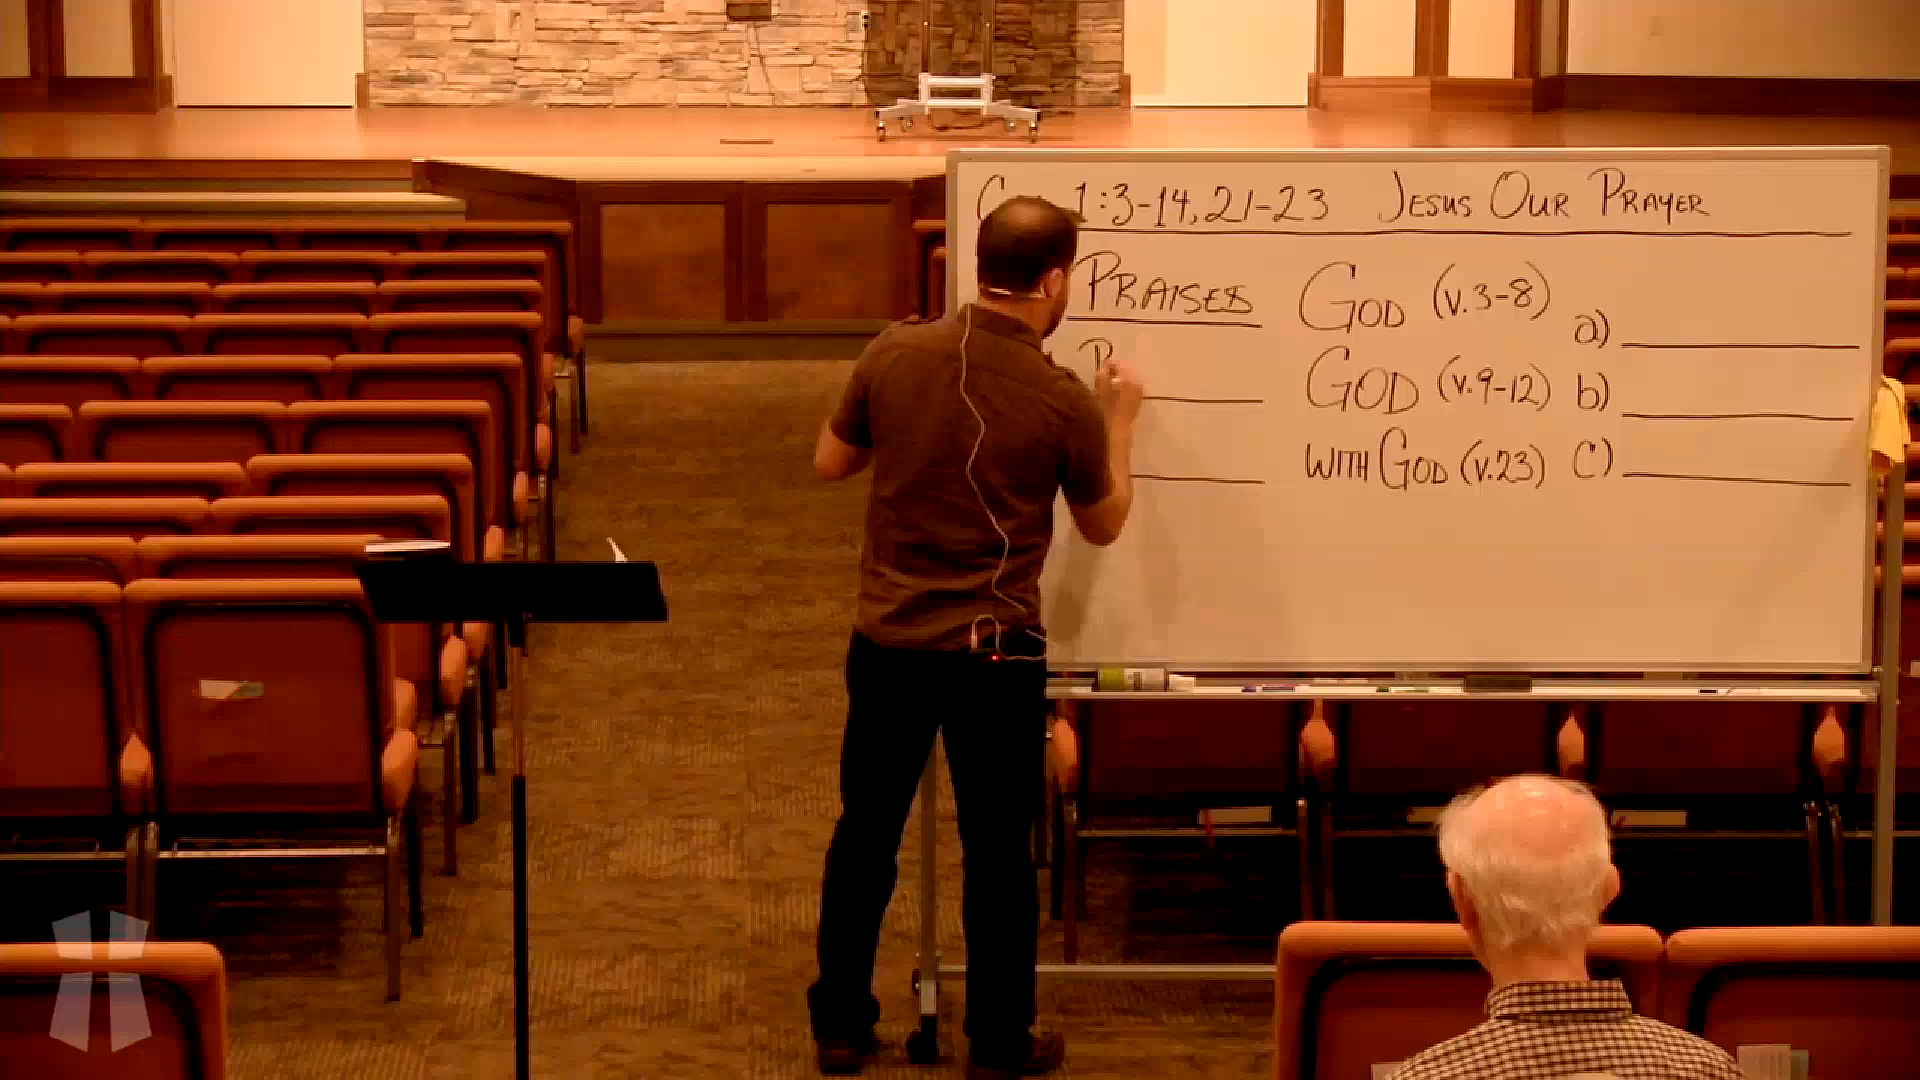 1:3-14, 21-23 JESUS OUR PRAYER
PRAISES GOD (v.3-8) a)
P GOD (v.9-12) b)
WITH GOD (v.23) c)